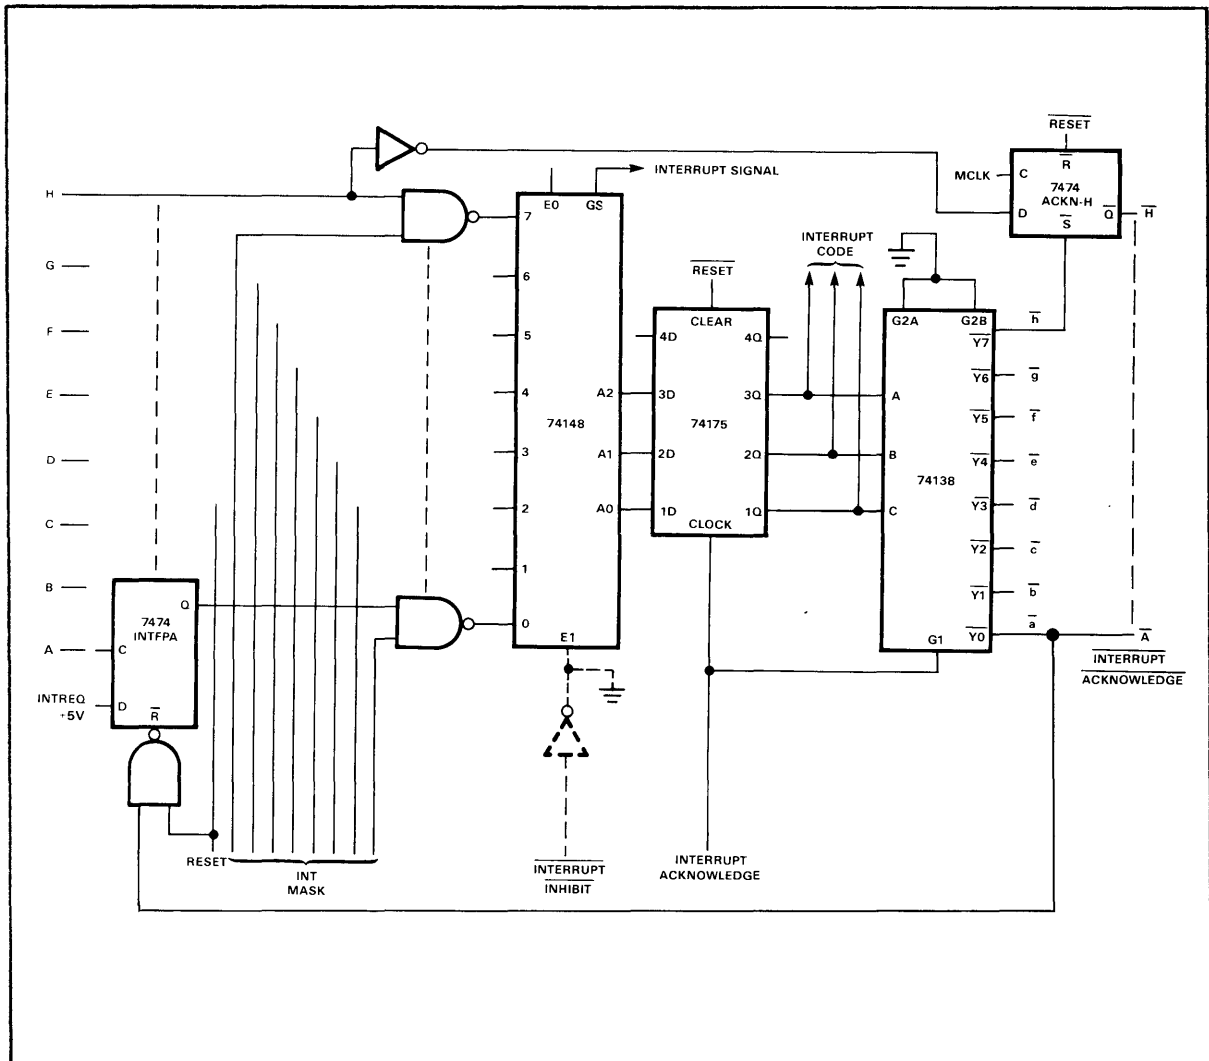 H
G
F
E
D
C
B
A
INTREQ
+5V
7474
INTFPA
Q
C
D
R
RESET
INT
MASK
E0
GS
INTERRUPT SIGNAL
7
6
5
4
3
2
1
0
74148
A2
A1
A0
E1
INTERRUPT
INHIBIT
RESET
CLEAR
4D
4Q
3D
3Q
74175
2D
2Q
1D
1Q
CLOCK
INTERRUPT
ACKNOWLEDGE
INTERRUPT
CODE
G2A
G2B
A
B
C
74138
G1
Y7
Y6
Y5
Y4
Y3
Y2
Y1
Y0
h
g
f
e
d
c
b
a
RESET
MCLK
C
R
7474
ACKN-H
D
S
Q
H
A
INTERRUPT
ACKNOWLEDGE